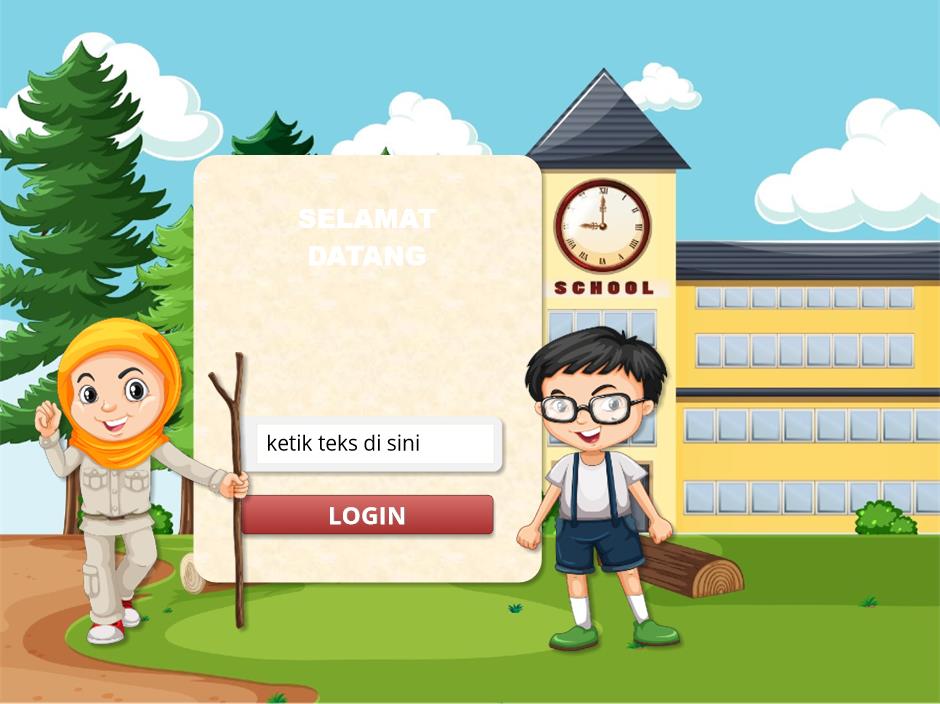 SELAMAT
DATANG
SCHOOL
ketik teks di sini
LOGIN